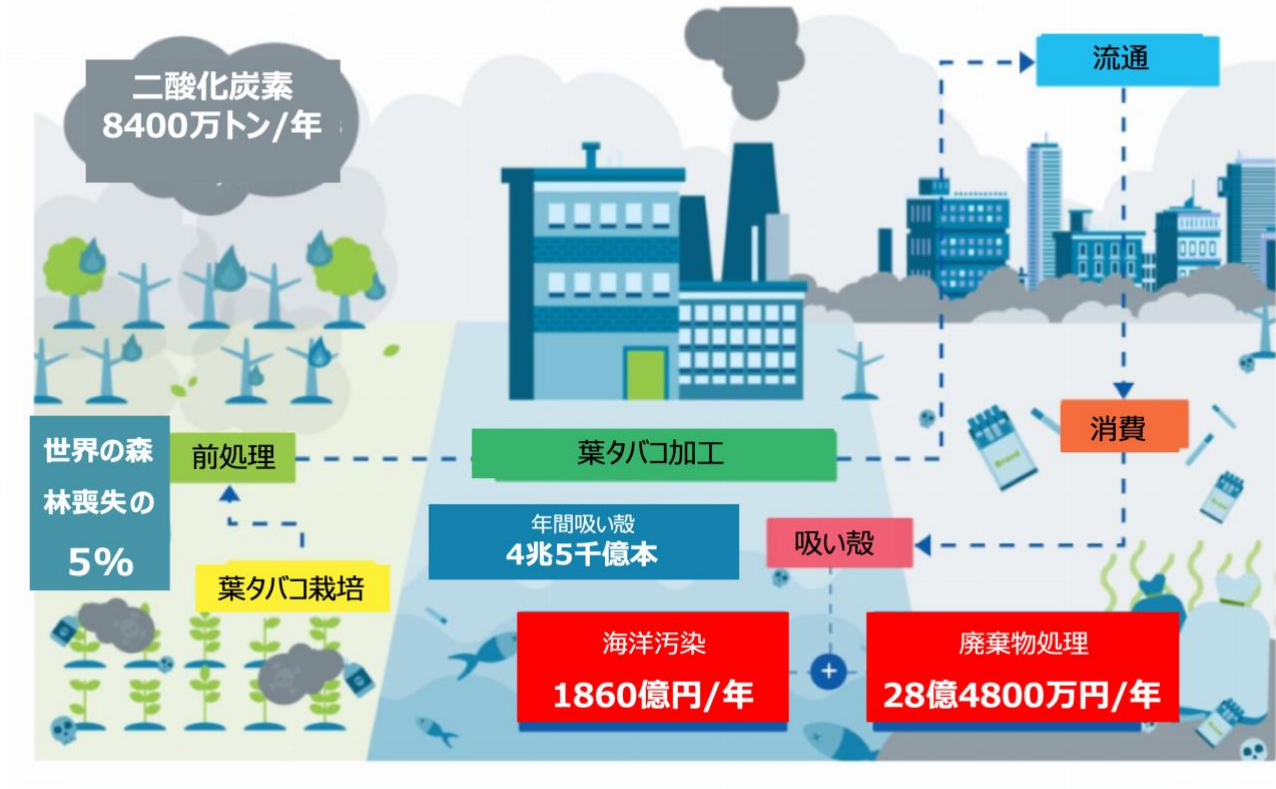 二酸化炭素
8400万トン/年
流通
消費
世界の森
林喪失の
5%
前処理
葉タバコ加工
年間吸い殻
4兆5千億本
吸い殻
葉タバコ栽培
海洋汚染
1860億円/年
+
廃棄物処理
28億4800万円/年
Brand